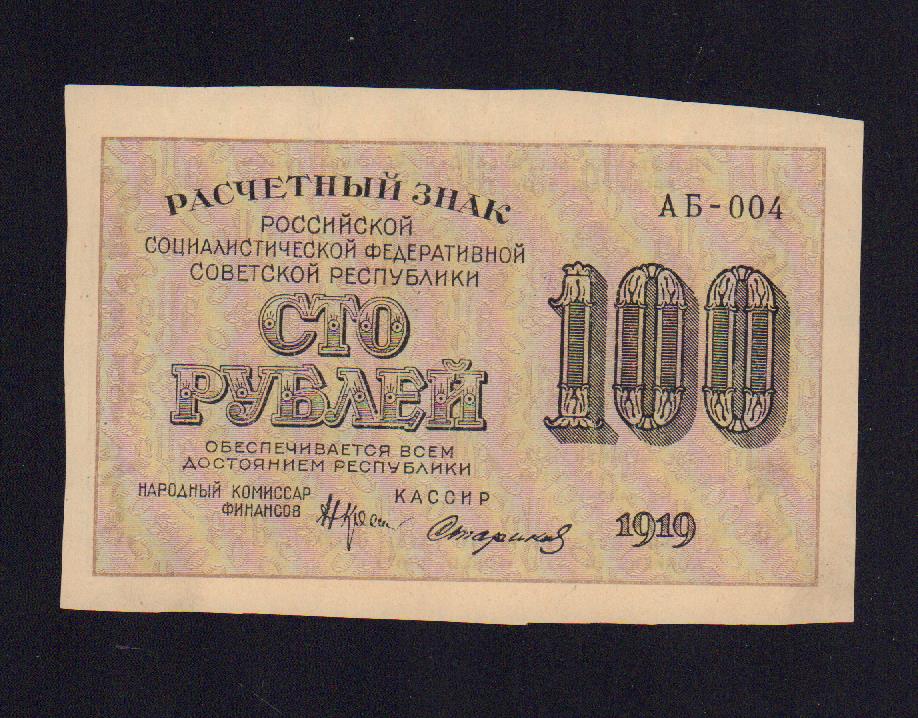 РАСЧЕТНЫЙ ЗНАК
РОССИЙСКОЙ
СОЦИАЛИСТИЧЕСКОЙ ФЕДЕРАТИВНОЙ
СОВЕТСКОЙ РЕСПУБЛИКИ
СТО
РУБЛЕЙ
ОБЕСПЕЧИВАЕТСЯ ВСЕМ
ДОСТОЯНИЕМ РЕСПУБЛИКИ
НАРОДНЫЙ КОМИССАР
ФИНАНСОВ
КАССИР
Стариков
АБ-004
100
1919